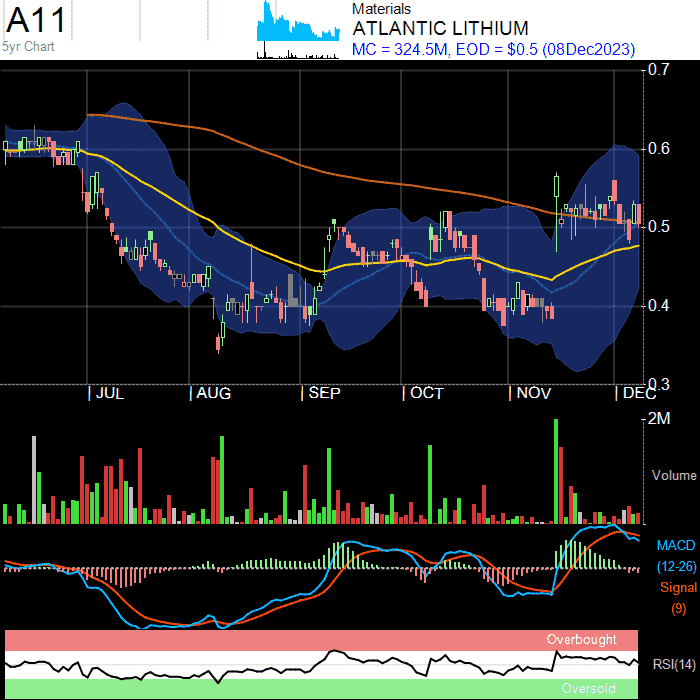 A11
5yr Chart
Materials
ATLANTIC LITHIUM
MC = 324.5M, EOD = $0.5 (08Dec2023)
0.7
0.6
0.5
0.4
0.3
JUL
AUG
SEP
OCT
NOV
DEC
2M
Volume
MACD
(12-26)
Signal
(9)
Overbought
RSI(14)
Oversold